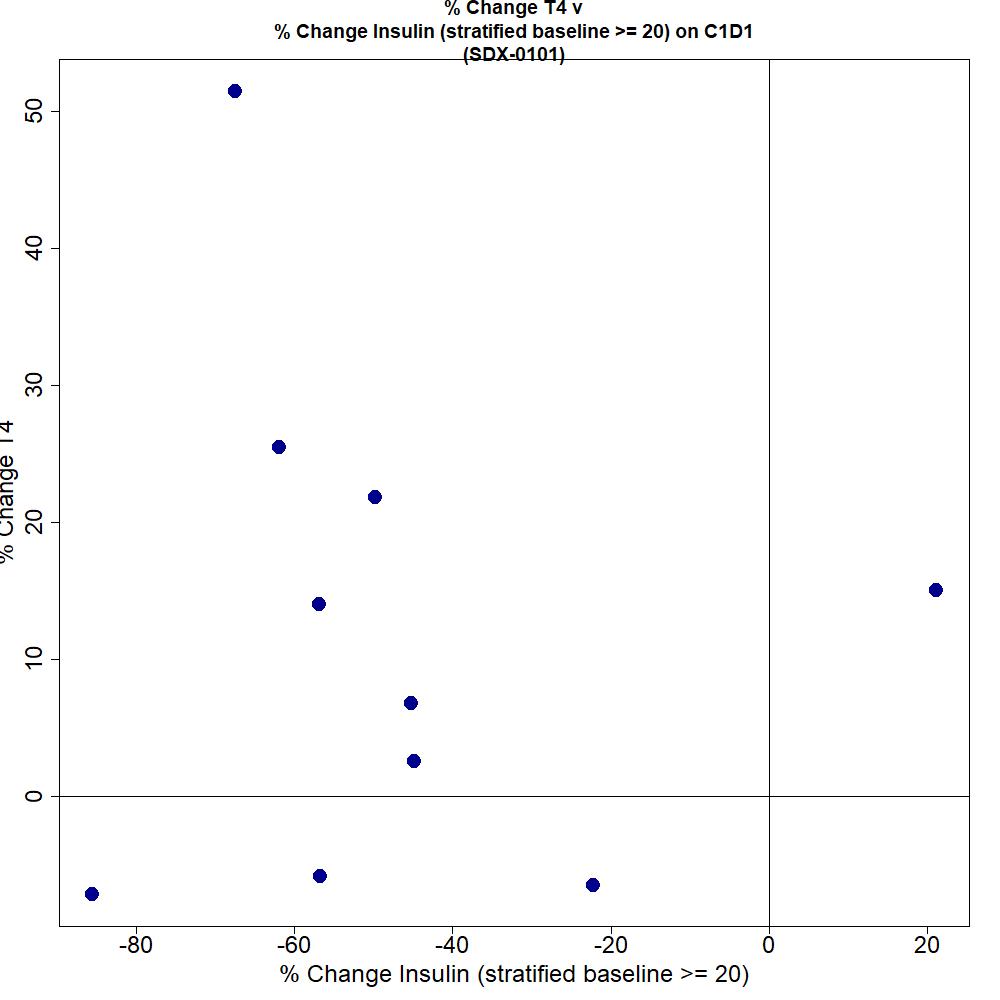 % Change T4 v
% Change Insulin (stratified baseline >= 20) on C1D1
(SDX-0101)
% Change T4
50
40
30
20
10
0
-80
-60
-40
-20
0
20
% Change Insulin (stratified baseline >= 20)